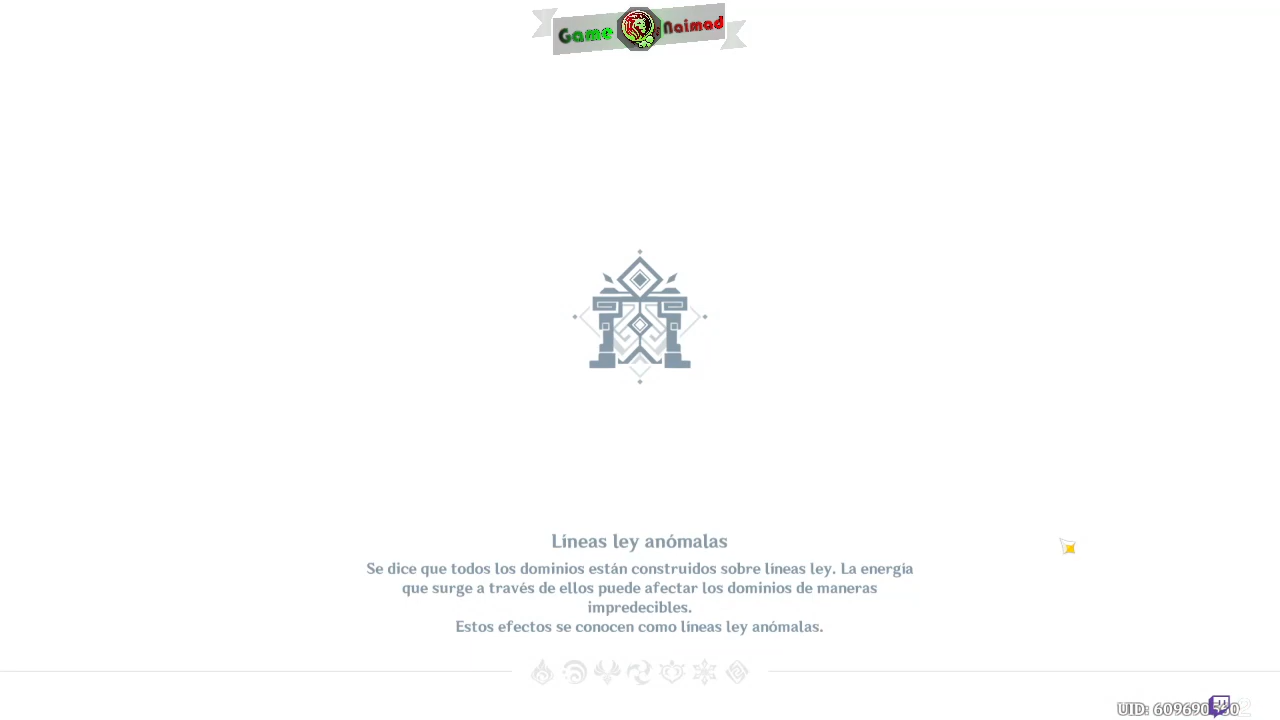 Game Naimad
Líneas ley anómalas
Se dice que todos los dominios están construidos sobre líneas ley. La energía
que surge a través de ellos puede afectar los dominios de maneras
impredecibles.
Estos efectos se conocen como líneas ley anómalas.
UID: